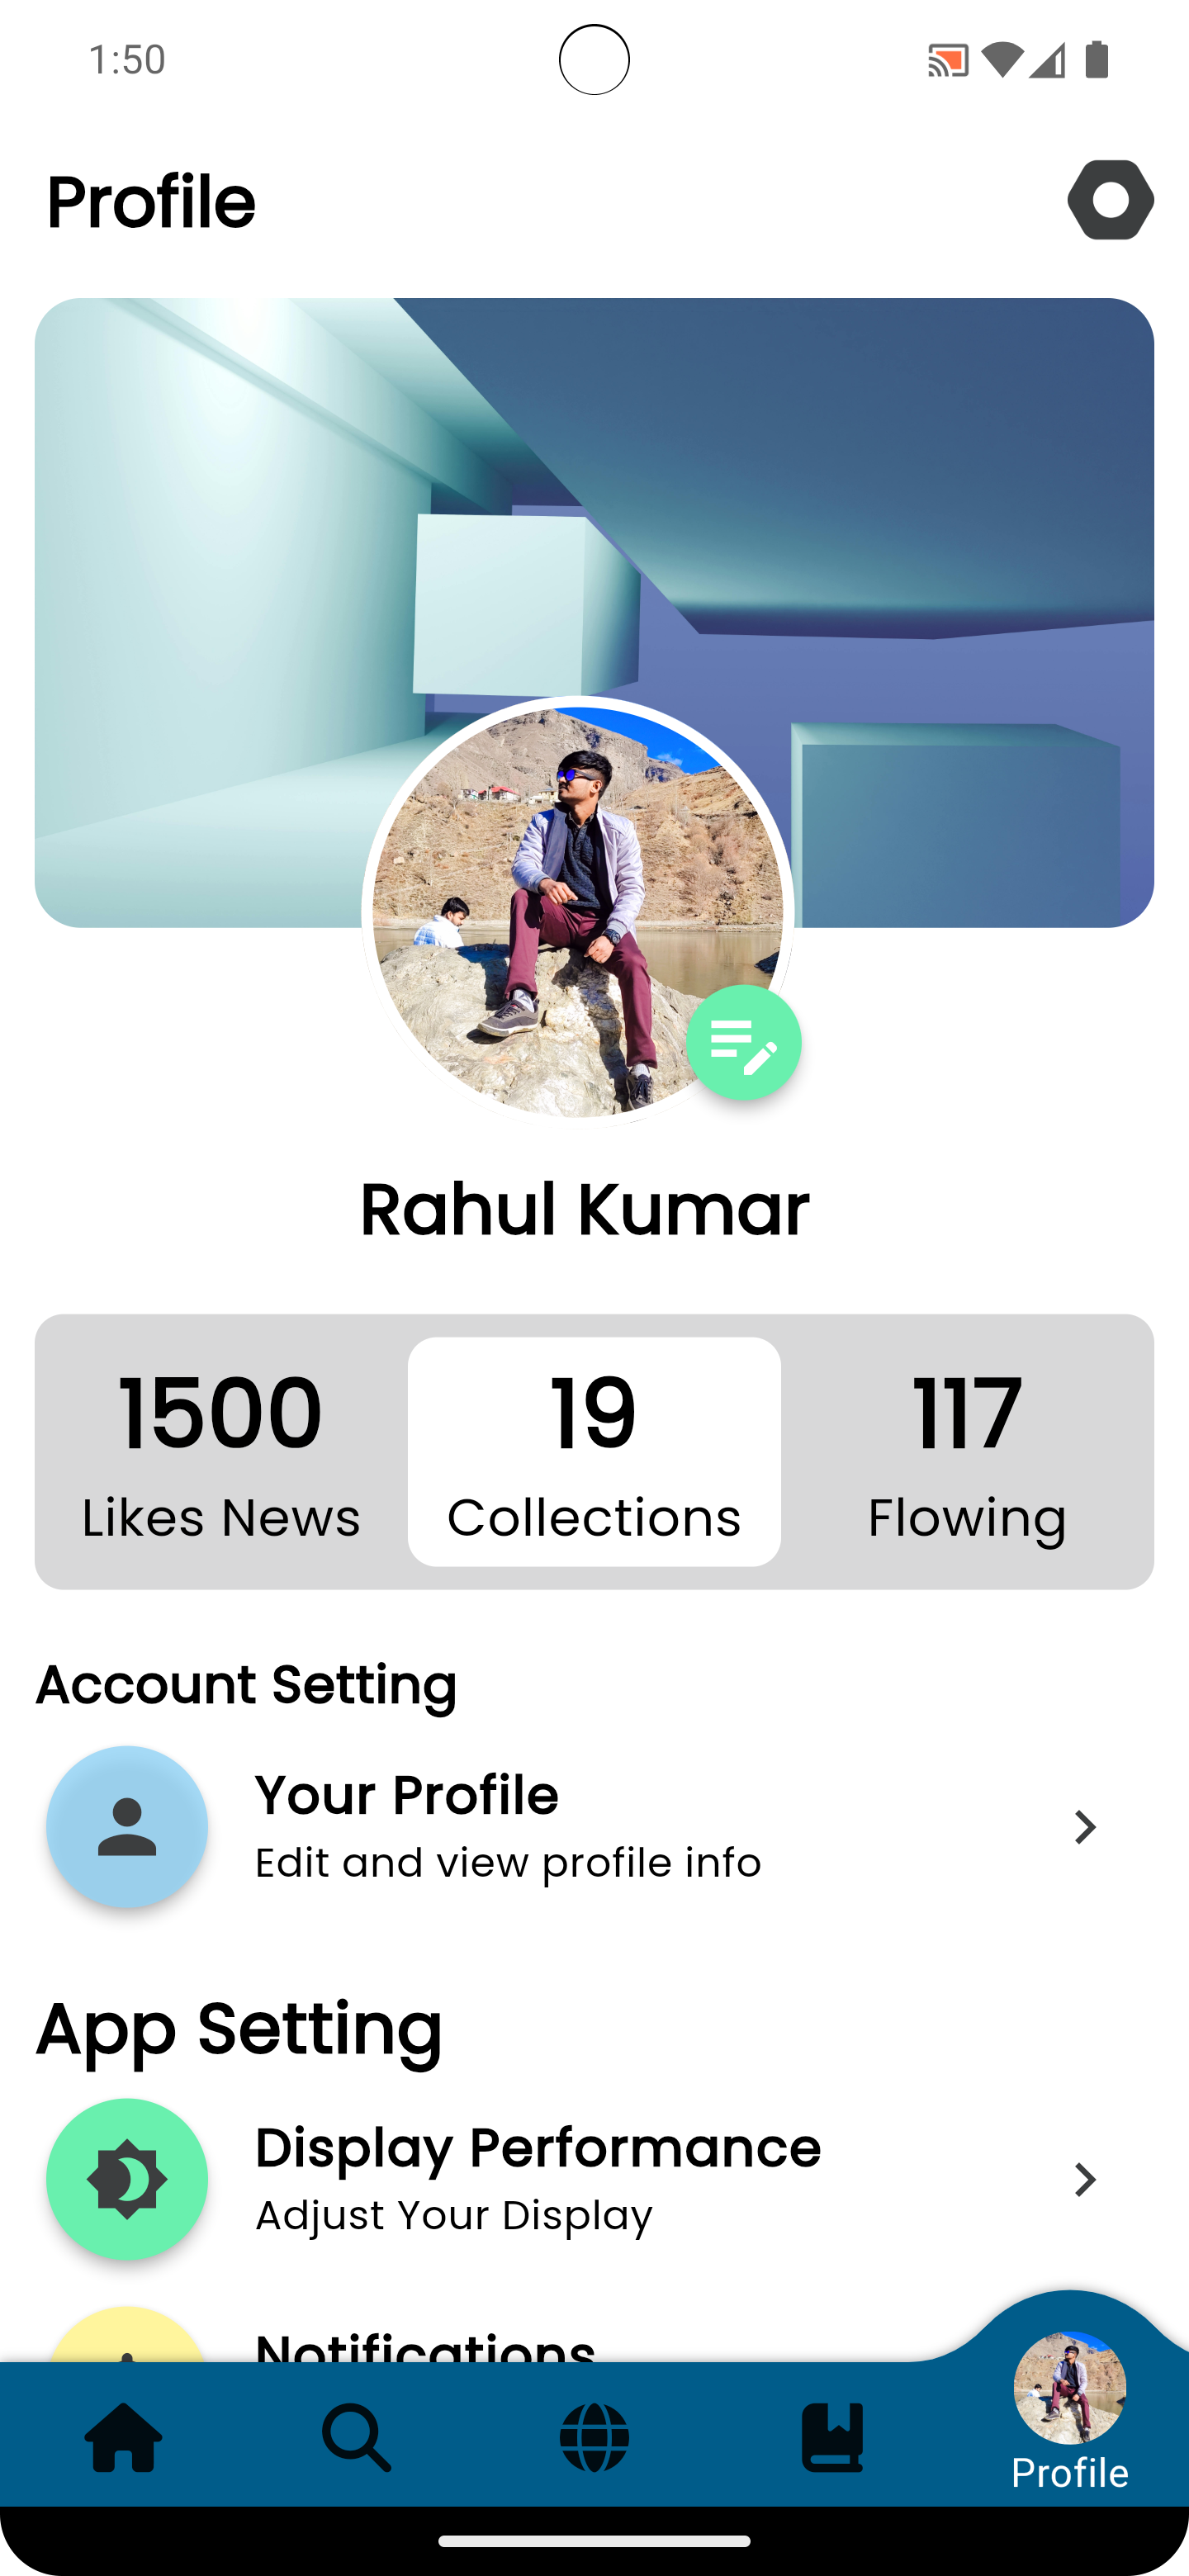 1:50
Profile
Rahul Kumar
1500
Likes News
19
Collections
117
Flowing
Account Setting
Your Profile
Edit and view profile info
App Setting
Display Performance
Adjust Your Display
Notifications
Profile